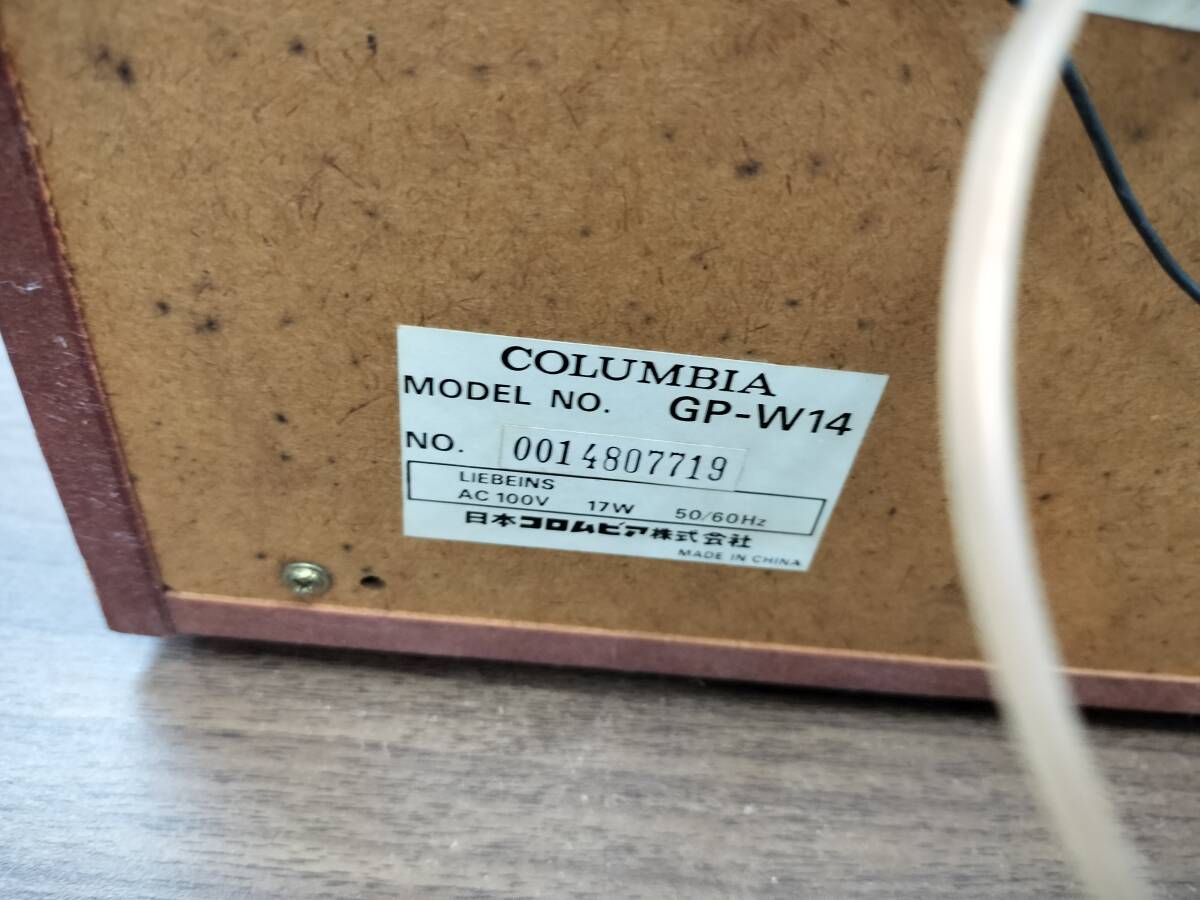 COLUMBIA
MODEL NO. GP-W14
NO. 0014807719
LIEBEINS
AC 100V 17W 50/60Hz
日本コロムビア株式会社
MADE IN CHINA